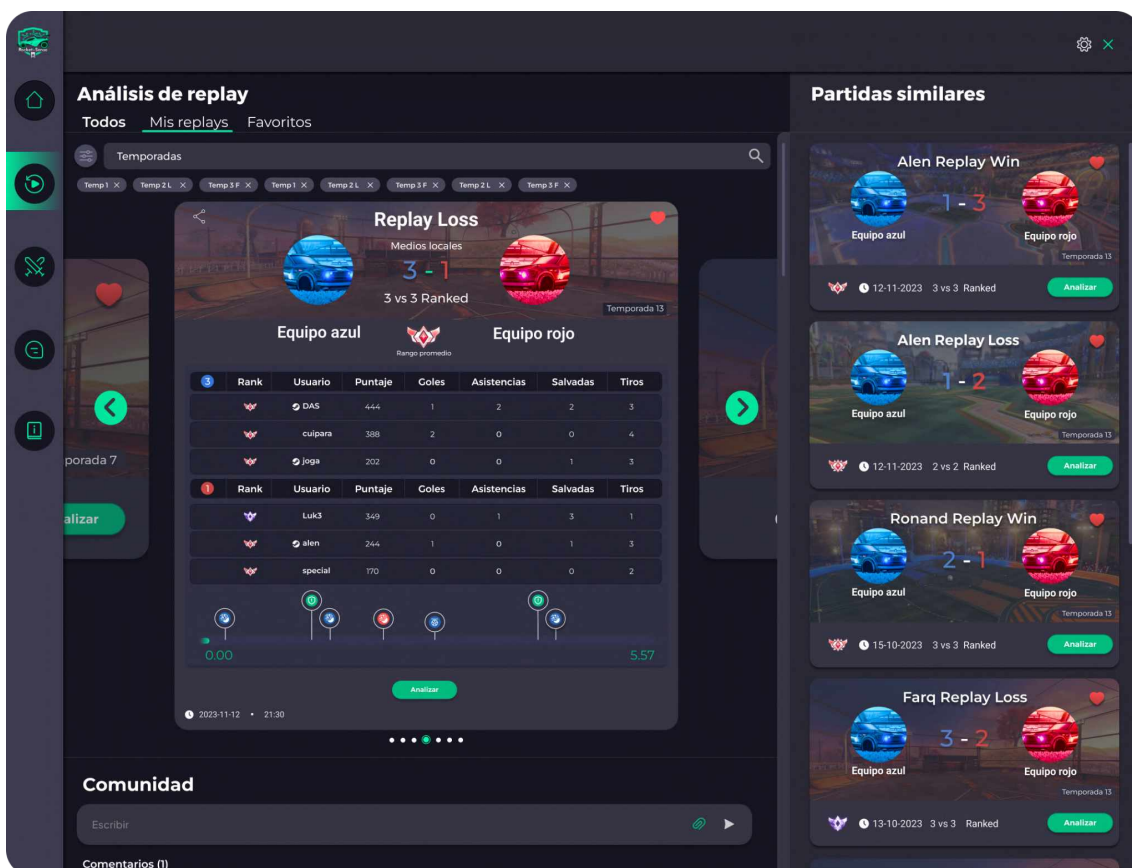 Análisis de replay
Todos Mis replays Favoritos
Temporadas
Temp 1 X Temp 2 L X Temp 3 F X Temp 1 X Temp 2 L X Temp 3 F X Temp 2 L X Temp 3 F X
Replay Loss
Medios locales
3 - 1
3 vs 3 Ranked
Temporada 13
Equipo azul Equipo rojo
Rango promedio
3 Rank Usuario Puntaje Goles Asistencias Salvadas Tiros
DAS 444 1 2 2 3
cuipara 388 2 0 0 4
joga 202 0 0 1 3
1 Rank Usuario Puntaje Goles Asistencias Salvadas Tiros
Luk3 349 0 1 3 1
alen 244 1 0 1 3
special 170 0 0 0 2
0.00 5.57
Analizar
2023-11-12 • 21:30
porada 7
alizar
Comunidad
Escribir
Comentarios (1)
Partidas similares
Alen Replay Win
1 - 3
Equipo azul Equipo rojo
Temporada 13
12-11-2023 3 vs 3 Ranked Analizar
Alen Replay Loss
1 - 2
Equipo azul Equipo rojo
Temporada 13
12-11-2023 2 vs 2 Ranked Analizar
Ronand Replay Win
2 - 1
Equipo azul Equipo rojo
Temporada 13
15-10-2023 3 vs 3 Ranked Analizar
Farq Replay Loss
3 - 2
Equipo azul Equipo rojo
Temporada 13
13-10-2023 3 vs 3 Ranked Analizar